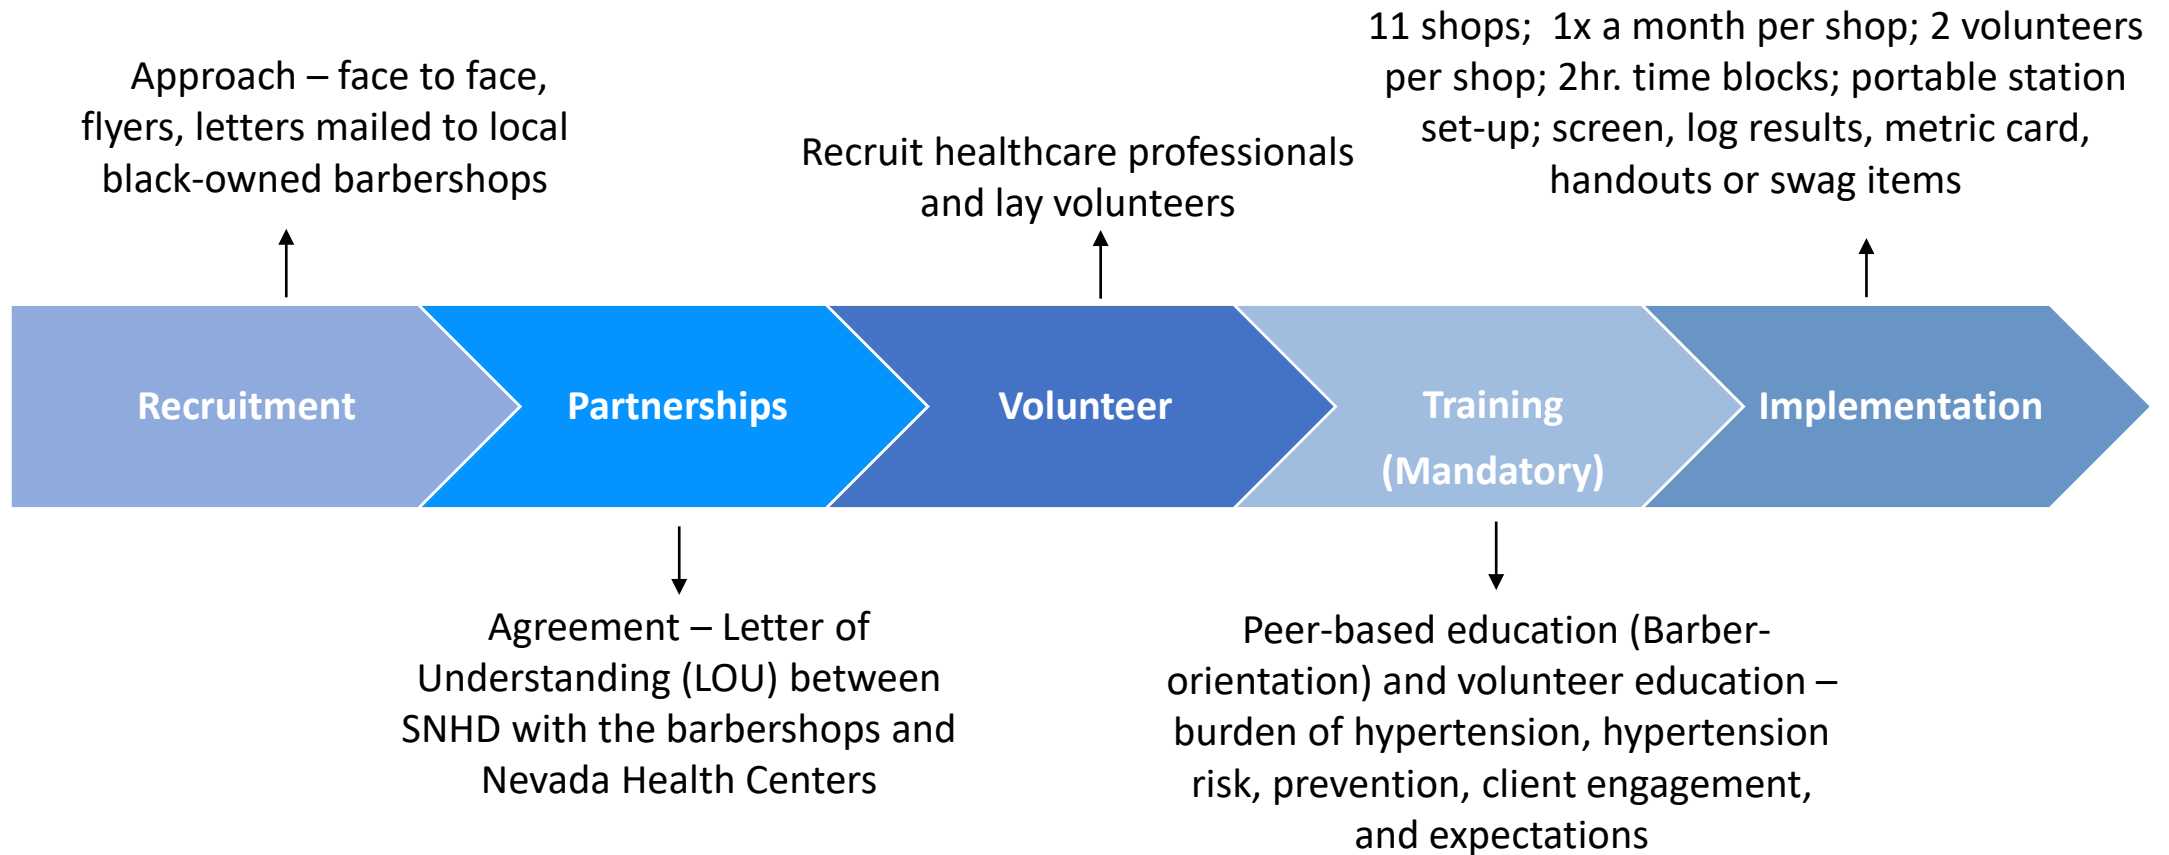 Approach – face to face,
flyers, letters mailed to local
black-owned barbershops
Recruit healthcare professionals
and lay volunteers
11 shops;  1x a month per shop; 2 volunteers
per shop; 2hr. time blocks; portable station
set-up; screen, log results, metric card,
handouts or swag items
Recruitment
Partnerships
Volunteer
Training
(Mandatory)
Implementation
Agreement – Letter of
Understanding (LOU) between
SNHD with the barbershops and
Nevada Health Centers
Peer-based education (Barber-
orientation) and volunteer education –
burden of hypertension, hypertension
risk, prevention, client engagement,
and expectations